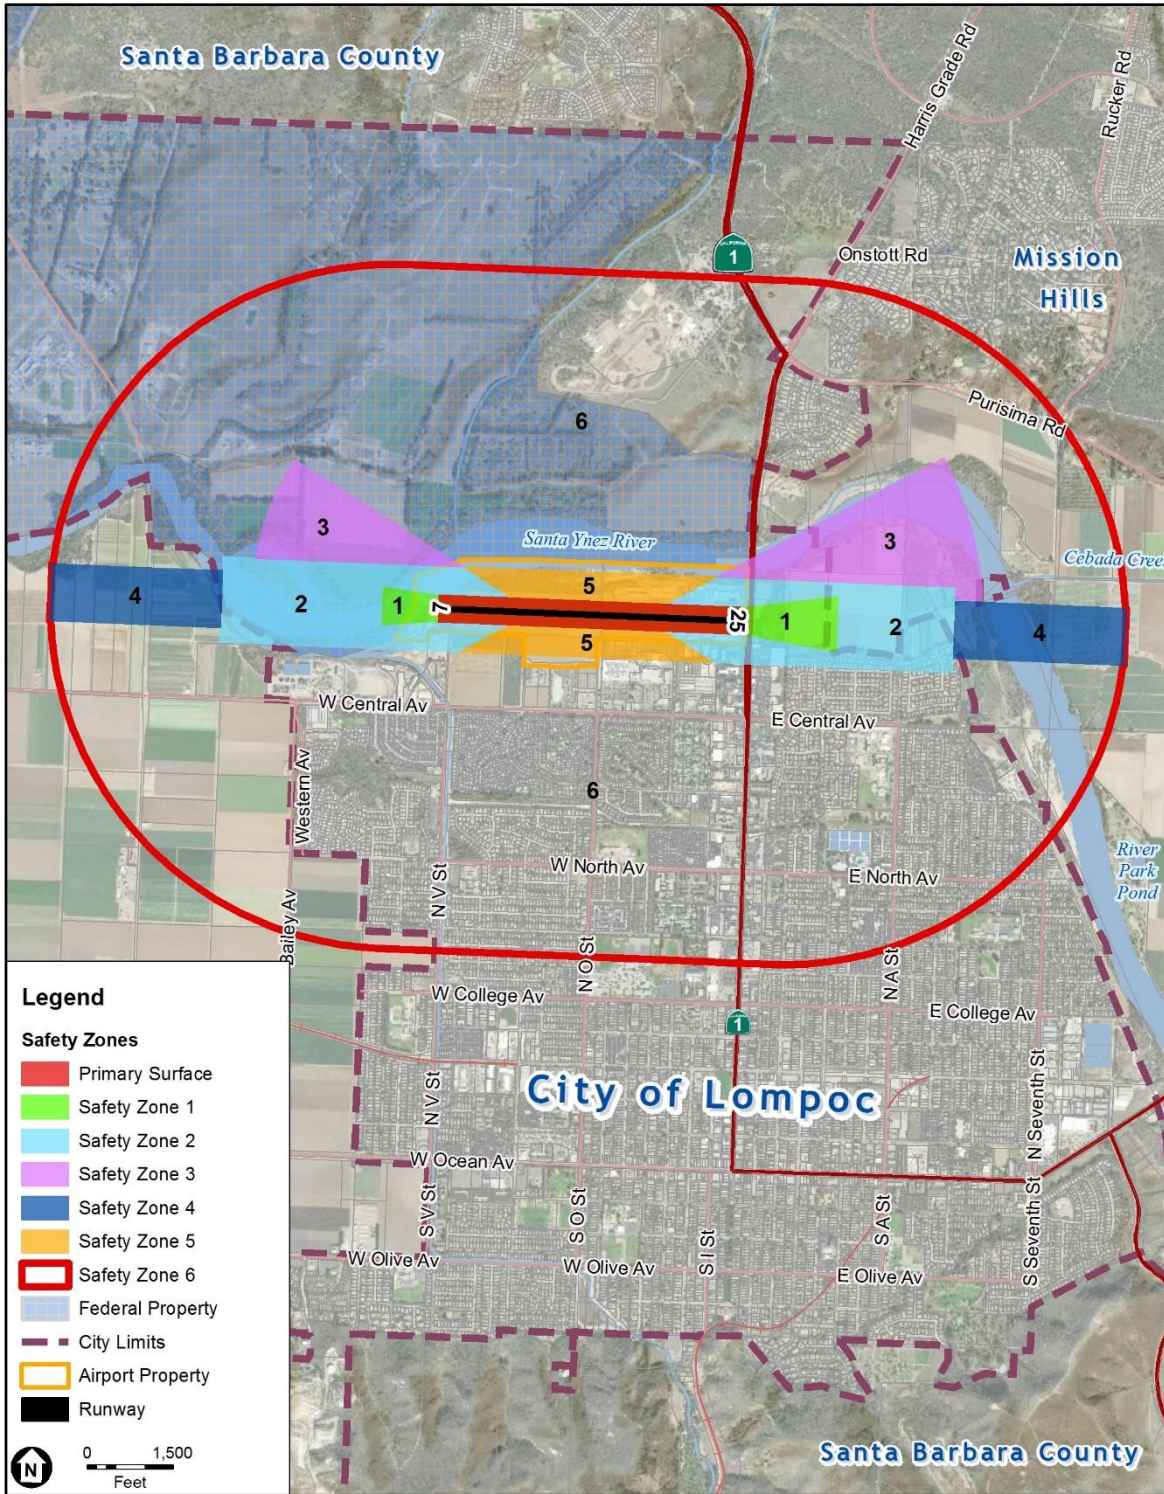 Santa Barbara County
Harris Grade Rd
Rucker Rd
CALIFORNIA
1
Onstott Rd
Mission
Hills
Purisima Rd
6
3
3
Santa Ynez River
Cebada Creek
5
4
2
1
7
25
1
2
4
5
W Central Av
E Central Av
Western Av
6
W North Av
E North Av
River
Park
Pond
N V St
Bailey Av
N O St
N A St
W College Av
E College Av
1
City of Lompoc
N V St
N Seventh St
W Ocean Av
S V St
S O St
S I St
S A St
S Seventh St
W Olive Av
W Olive Av
E Olive Av
Santa Barbara County
Legend
Safety Zones
Primary Surface
Safety Zone 1
Safety Zone 2
Safety Zone 3
Safety Zone 4
Safety Zone 5
Safety Zone 6
Federal Property
City Limits
Airport Property
Runway
N
0 1,500
Feet